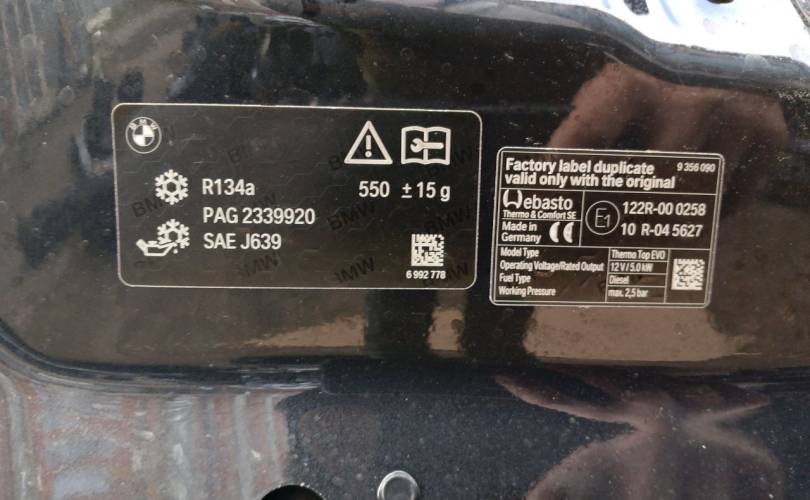 BMW
R134a 550 ± 15 g
PAG 2339920
SAE J639
6 992 778
Factory label duplicate
valid only with the original
9 356 090
Webasto
Thermo & Comfort SE
Made in
Germany
E1
122R-00 0258
10 R-04 5627
Model Type Thermo Top EVO
Operating Voltage/Rated Output 12 V / 5.0 kW
Fuel Type Diesel
Working Pressure max. 2,5 bar